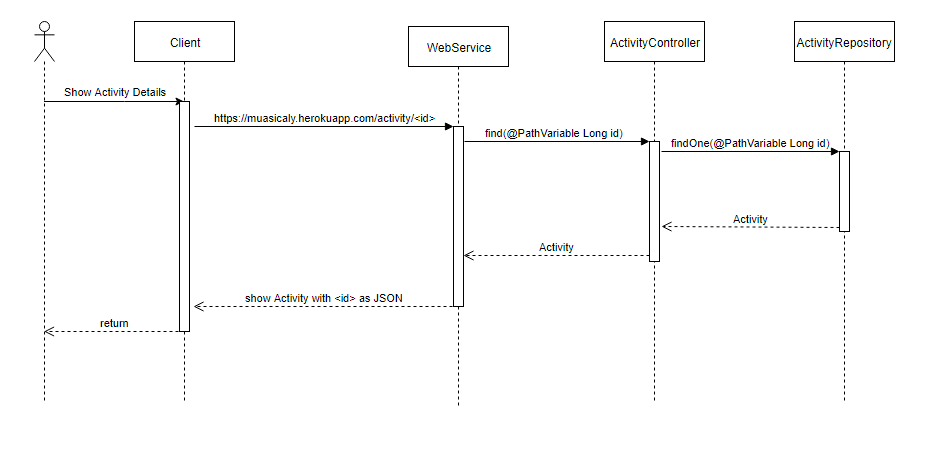 Client
WebService
ActivityController
ActivityRepository
Show Activity Details
https://muasicaly.herokuapp.com/activity/<id>
find(@PathVariable Long id)
findOne(@PathVariable Long id)
Activity
Activity
show Activity with <id> as JSON
return